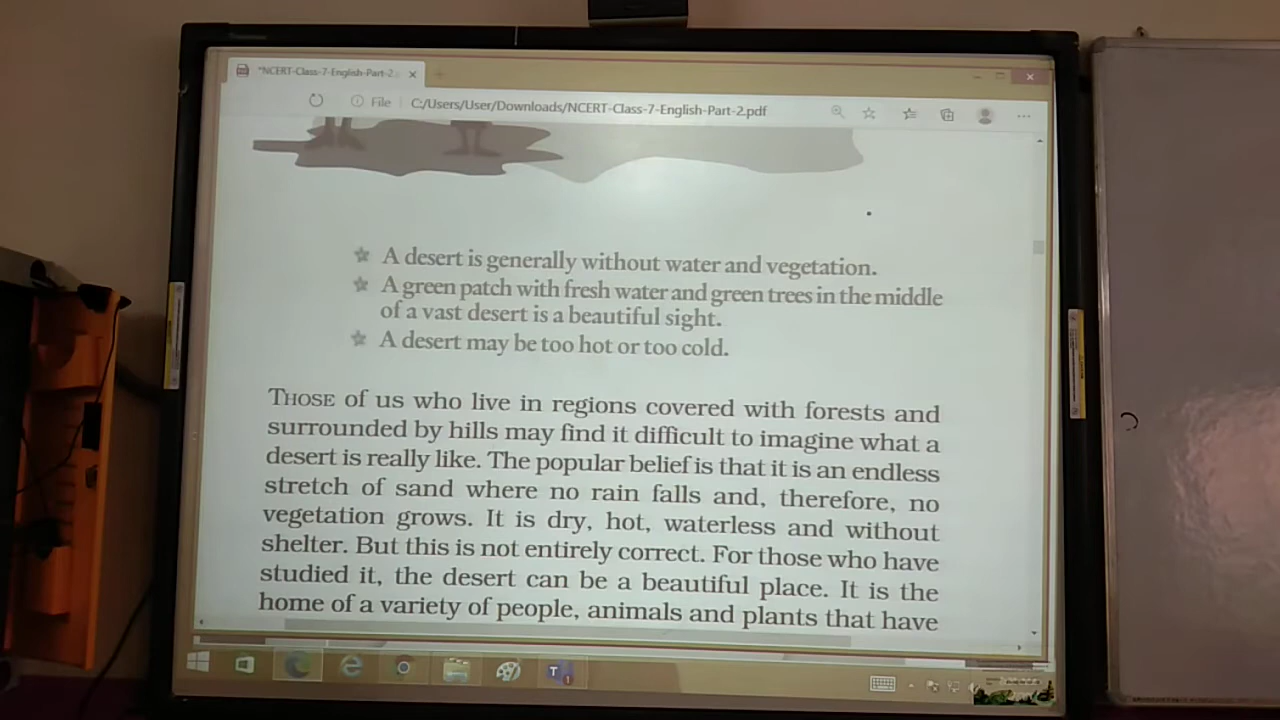 *NCERT-Class-7-English-Part-2.
File C:/Users/User/Downloads/NCERT-Class-7-English-Part-2.pdf
A desert is generally without water and vegetation.
A green patch with fresh water and green trees in the middle
of a vast desert is a beautiful sight.
A desert may be too hot or too cold.
THOSE of us who live in regions covered with forests and
surrounded by hills may find it difficult to imagine what a
desert is really like. The popular belief is that it is an endless
stretch of sand where no rain falls and, therefore, no
vegetation grows. It is dry, hot, waterless and without
shelter. But this is not entirely correct. For those who have
studied it, the desert can be a beautiful place. It is the
home of a variety of people, animals and plants that have